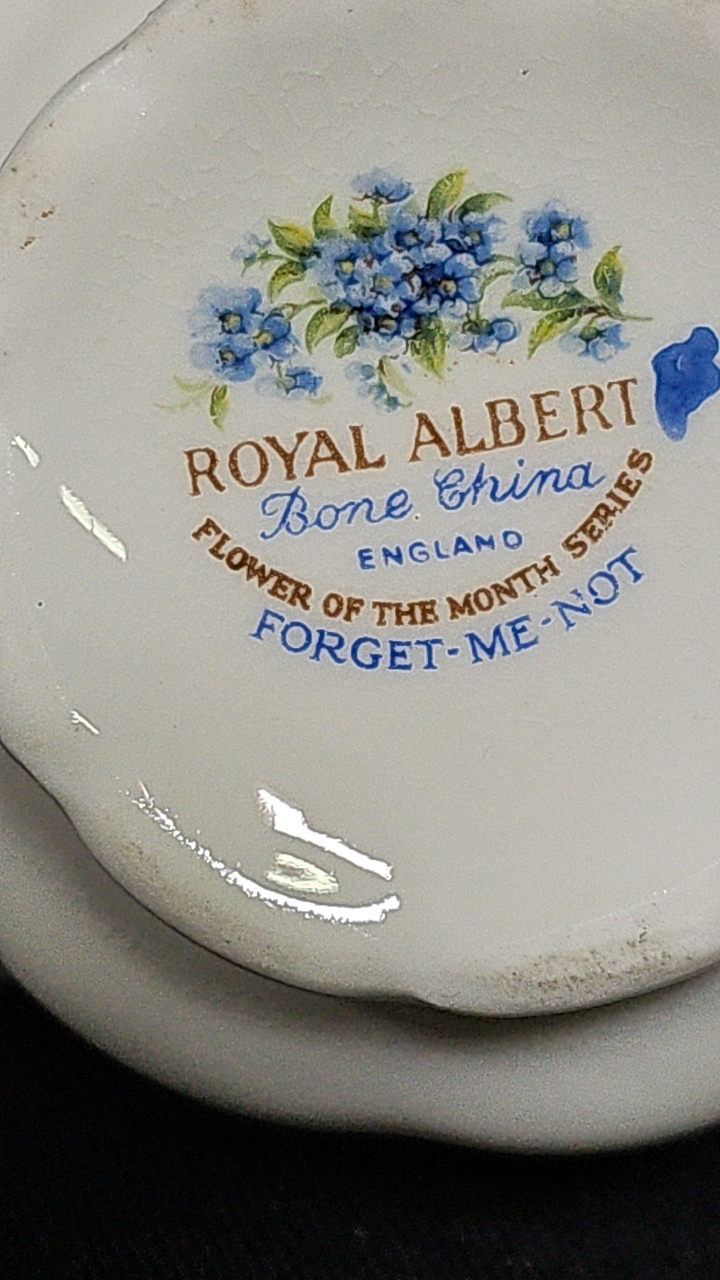 ROYAL ALBERT
Bone China
ENGLAND
FLOWER OF THE MONTH SERIES
FORGET-ME-NOT